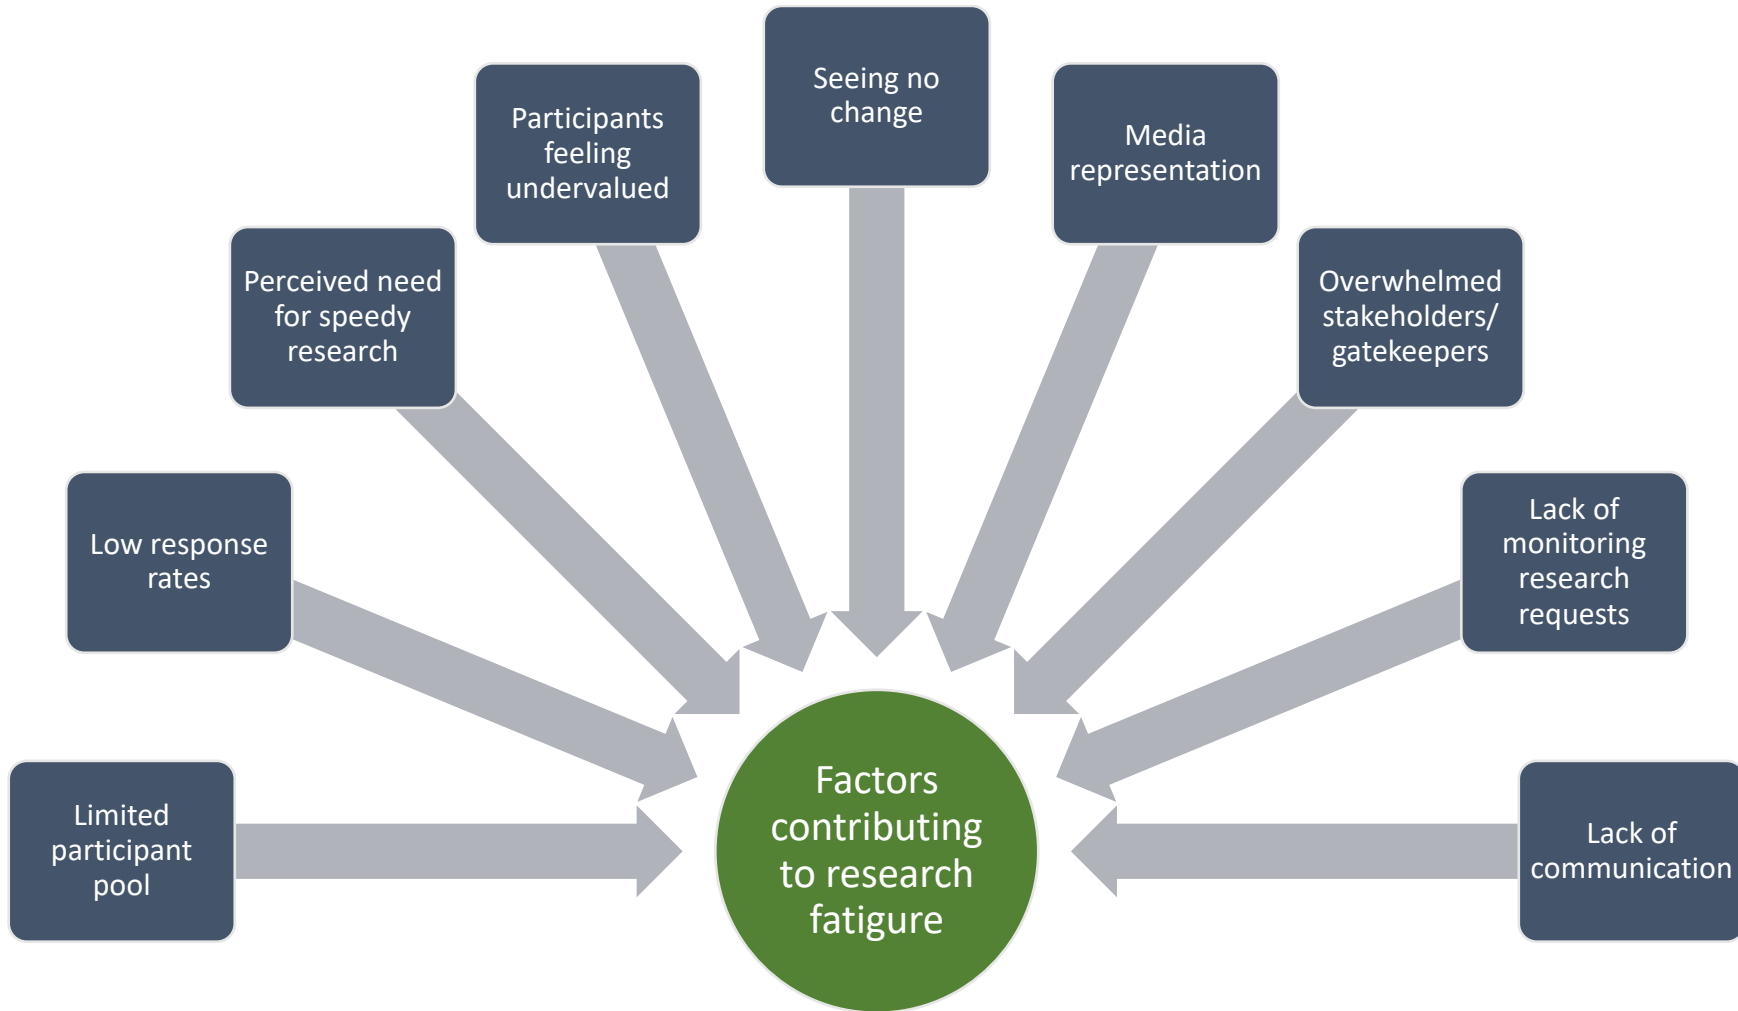 Seeing no
change
Participants
feeling
undervalued
Media
representation
Perceived need
for speedy
research
Overwhelmed
stakeholders/
gatekeepers
Low response
rates
Lack of
monitoring
research
requests
Limited
participant
pool
Factors
contributing
to research
fatigure
Lack of
communication